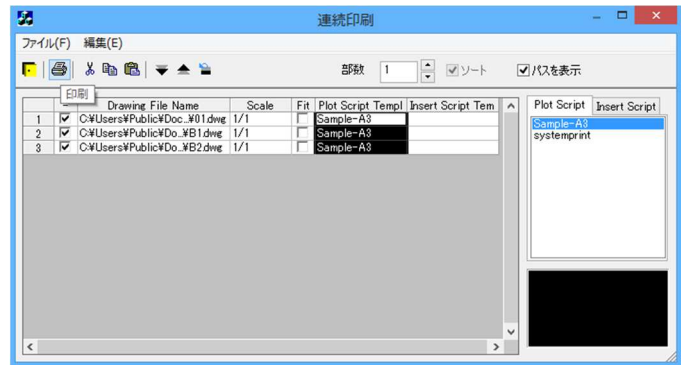 連続印刷
ファイル(F) 編集(E)
部数 1 ソート パスを表示
印刷
Drawing File Name Scale Fit Plot Script Templ Insert Script Tem
1 C:¥Users¥Public¥Doc...¥01.dwg 1/1 Sample-A3
2 C:¥Users¥Public¥Do...¥B1.dwg 1/1 Sample-A3
3 C:¥Users¥Public¥Do...¥B2.dwg 1/1 Sample-A3
Plot Script Insert Script
Sample-A3
systemprint